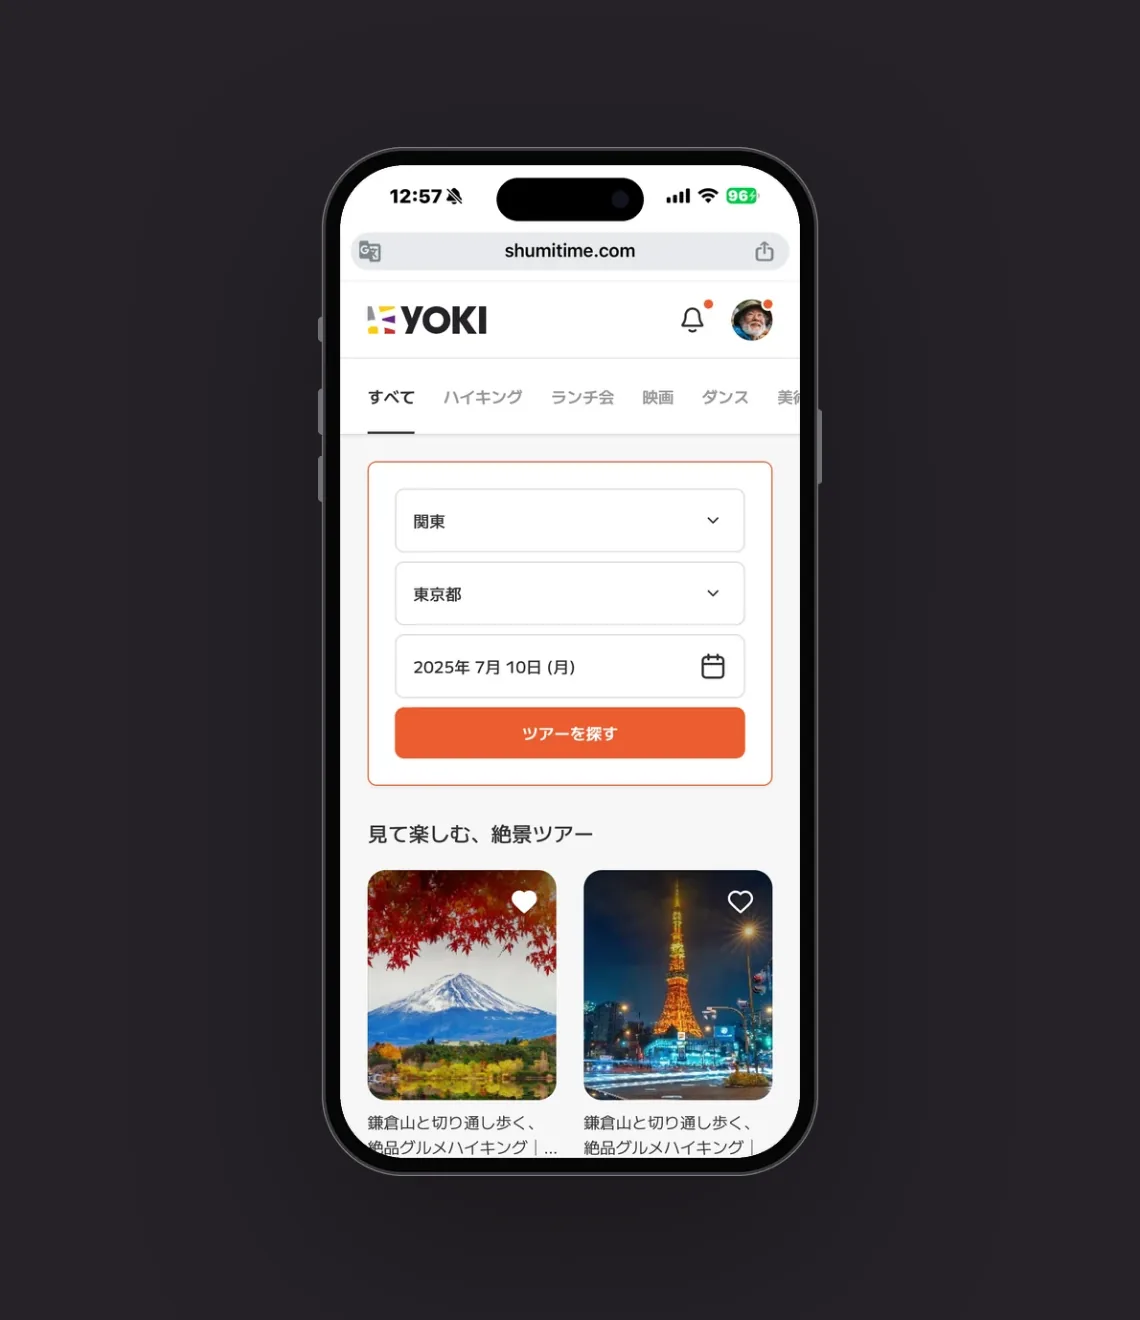 12:57
96
shumitime.com
YOKI
すべて ハイキング ランチ会 映画 ダンス 美術
関東
東京都
2025年 7月 10日 (月)
ツアーを探す
見て楽しむ、絶景ツアー
鎌倉山と切り通し歩く、
絶品グルメハイキング｜...
鎌倉山と切り通し歩く、
絶品グルメハイキング｜